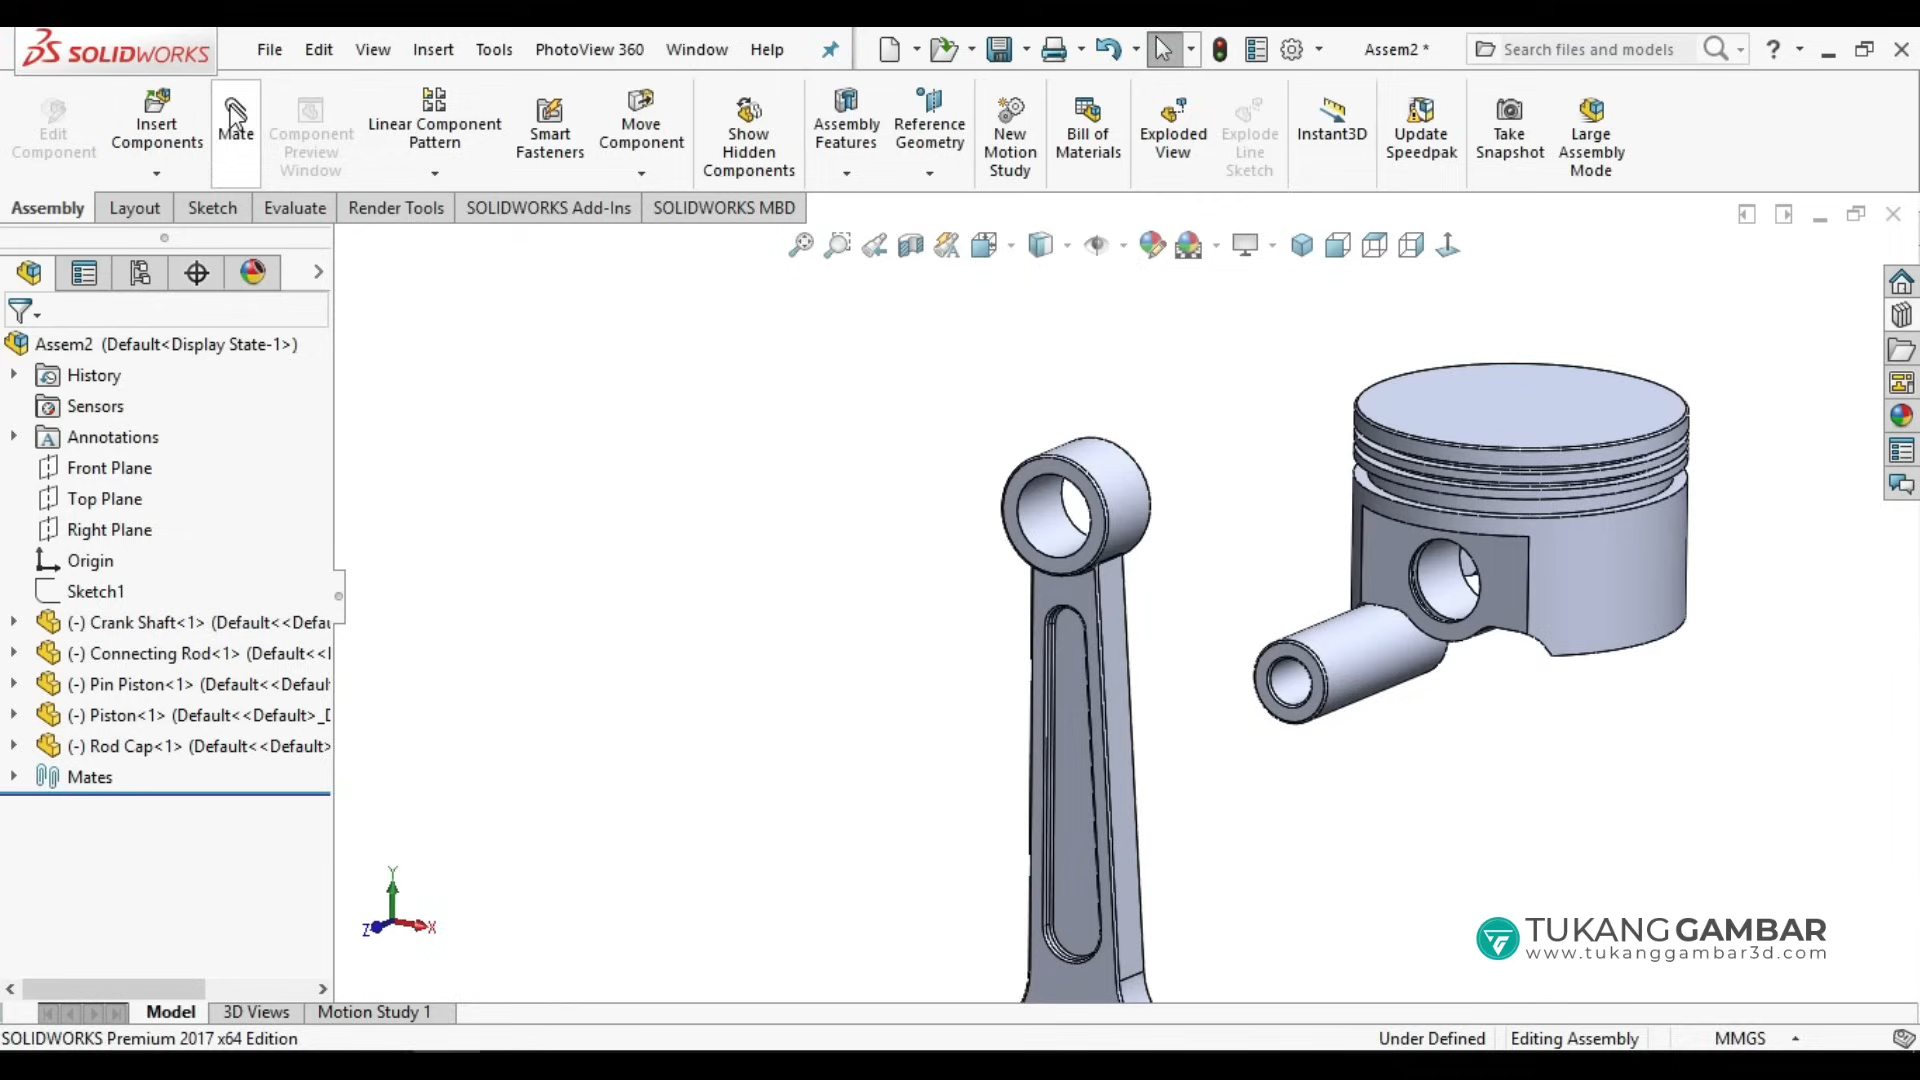 SOLIDWORKS
File Edit View Insert Tools PhotoView 360 Window Help
Assem2 *
Search files and models
?
Edit Component
Insert Components
Mate
Component Preview Window
Linear Component Pattern
Smart Fasteners
Move Component
Show Hidden Components
Assembly Features
Reference Geometry
New Motion Study
Bill of Materials
Exploded View
Explode Line Sketch
Instant3D
Update Speedpak
Take Snapshot
Large Assembly Mode
Assembly Layout Sketch Evaluate Render Tools SOLIDWORKS Add-Ins SOLIDWORKS MBD
Assem2 (Default<Display State-1>)
History
Sensors
Annotations
Front Plane
Top Plane
Right Plane
Origin
Sketch1
(-) Crank Shaft<1> (Default<<Defau
(-) Connecting Rod<1> (Default<<
(-) Pin Piston<1> (Default<<Defaul
(-) Piston<1> (Default<<Default>_
(-) Rod Cap<1> (Default<<Default>
Mates
Y
Z
X
TUKANGGAMBAR
www.tukanggambar3d.com
Model 3D Views Motion Study 1
SOLIDWORKS Premium 2017 x64 Edition
Under Defined Editing Assembly MMGS